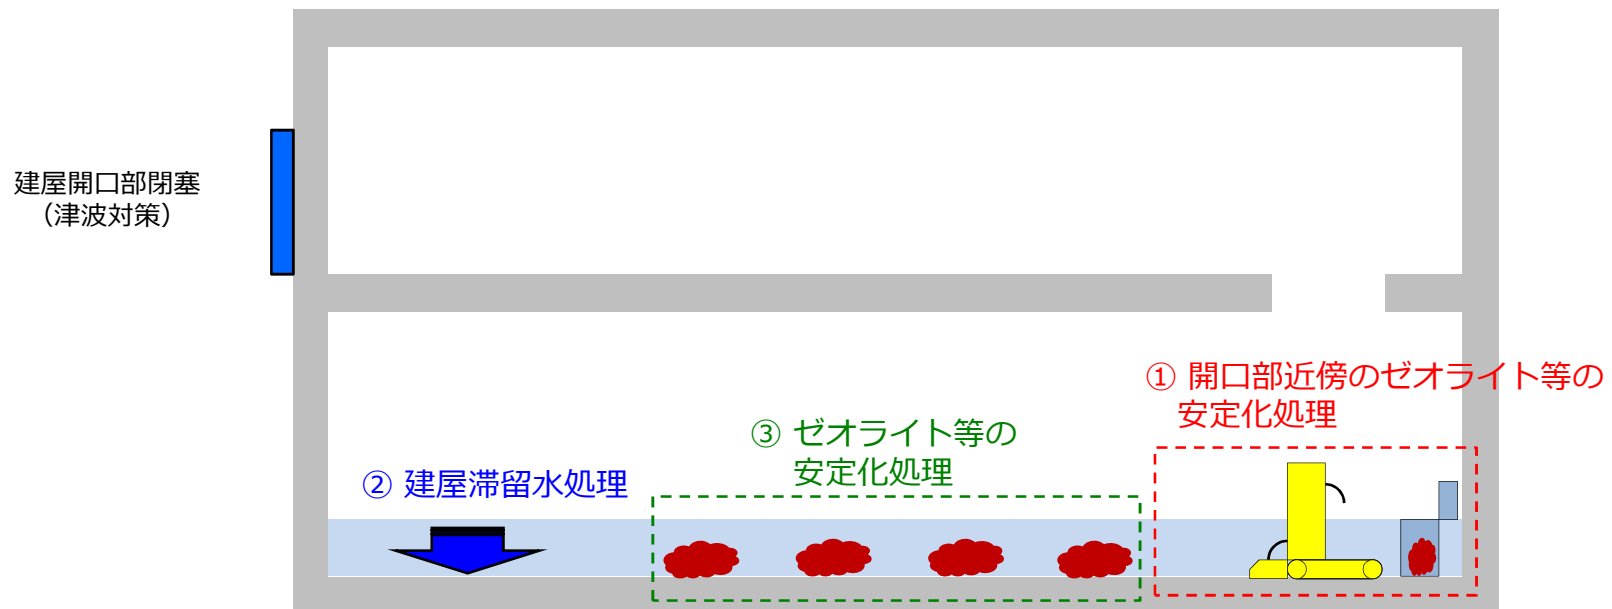 建屋開口部閉塞
（津波対策）
① 開口部近傍のゼオライト等の
安定化処理
③ ゼオライト等の
安定化処理
② 建屋滞留水処理